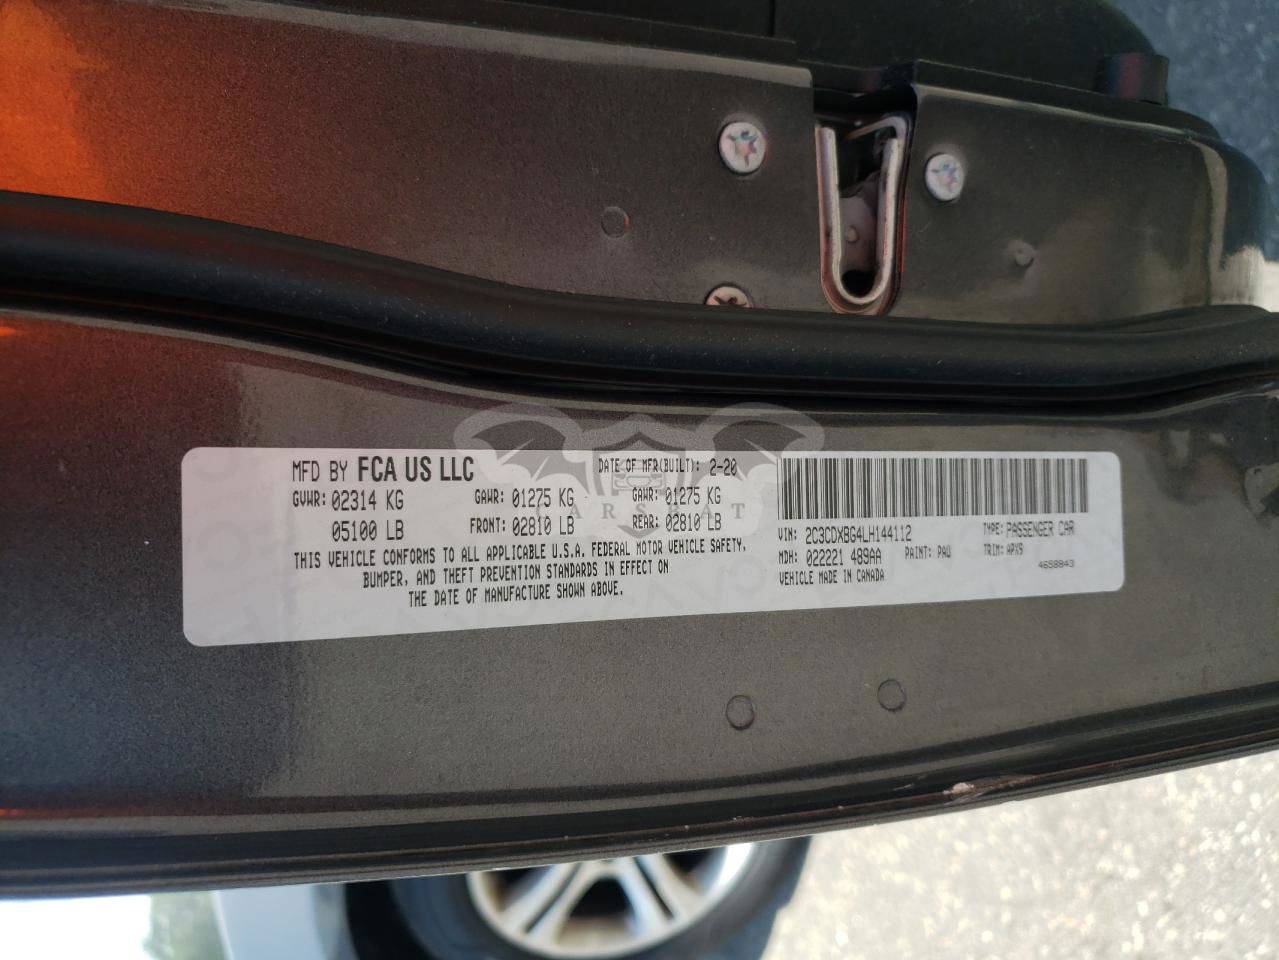 MFD BY FCA US LLC DATE OF MFR(BUILT): 2-20
GVWR: 02314 KG GAWR: 01275 KG GAWR: 01275 KG
05100 LB FRONT: 02810 LB REAR: 02810 LB
THIS VEHICLE CONFORMS TO ALL APPLICABLE U.S.A. FEDERAL MOTOR VEHICLE SAFETY,
BUMPER, AND THEFT PREVENTION STANDARDS IN EFFECT ON
THE DATE OF MANUFACTURE SHOWN ABOVE.
VIN: 2C3CDXBG4LH144112 TYPE: PASSENGER CAR
MDH: 022221 489AA PAINT: PAU TRIM: APX9
VEHICLE MADE IN CANADA 4658843
CARSBAT